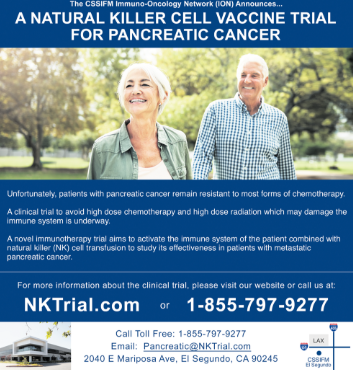 The CSSIFM Immuno-Oncology Network (ION) Announces...
A NATURAL KILLER CELL VACCINE TRIAL
FOR PANCREATIC CANCER
Unfortunately, patients with pancreatic cancer remain resistant to most forms of chemotherapy.
A clinical trial to avoid high dose chemotherapy and high dose radiation which may damage the
immune system is underway.
A novel immunotherapy trial aims to activate the immune system of the patient combined with
natural killer (NK) cell transfusion to study its effectiveness in patients with metastatic
pancreatic cancer.
For more information about the clinical trial, please visit our website or call us at:
NKTrial.com or 1-855-797-9277
Call Toll Free: 1-855-797-9277
Email: Pancreatic@NKTrial.com
2040 E Mariposa Ave, El Segundo, CA 90245
LAX
CSSIFM
El Segundo